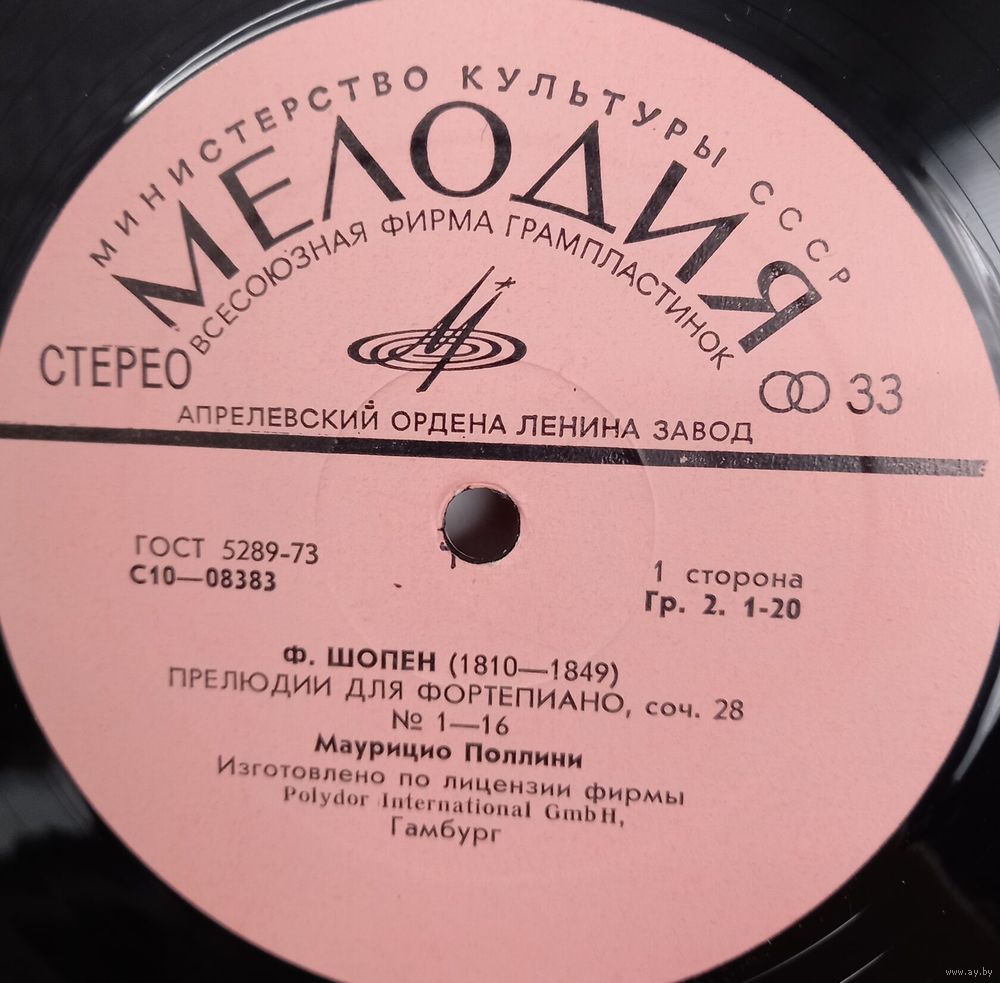 МИНИСТЕРСТВО КУЛЬТУРЫ СССР
МЕЛОДИЯ
ВСЕСОЮЗНАЯ ФИРМА ГРАМПЛАСТИНОК
СТЕРЕО
33
АПРЕЛЕВСКИЙ ОРДЕНА ЛЕНИНА ЗАВОД
ГОСТ 5289-73
С10—08383
1 сторона
Гр. 2. 1-20
Ф. ШОПЕН (1810—1849)
ПРЕЛЮДИИ ДЛЯ ФОРТЕПИАНО, соч. 28
№ 1—16
Маурицио Поллини
Изготовлено по лицензии фирмы
Polydor International GmbH,
Гамбург
www.ay.by